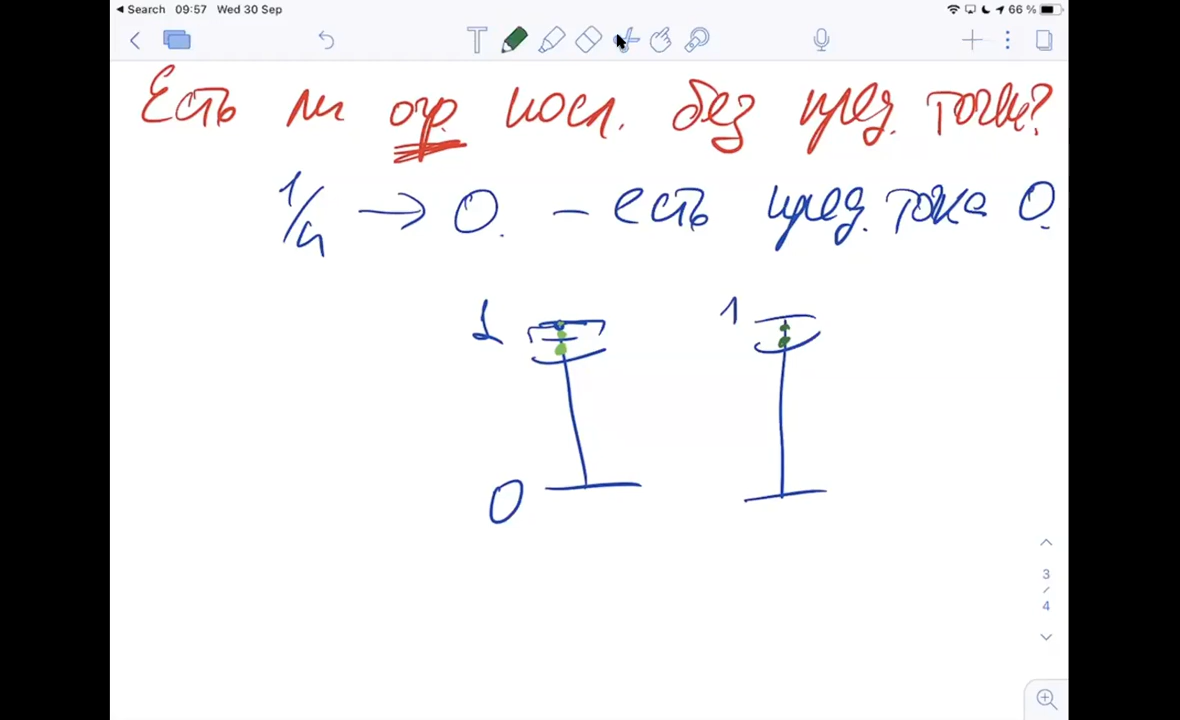 Search 09:57 Wed 30 Sep 66 %
T
Есть ли огр. посл. без пред. точки?
1/n → 0. – есть пред. точка 0.
1 1
0
3
/
4